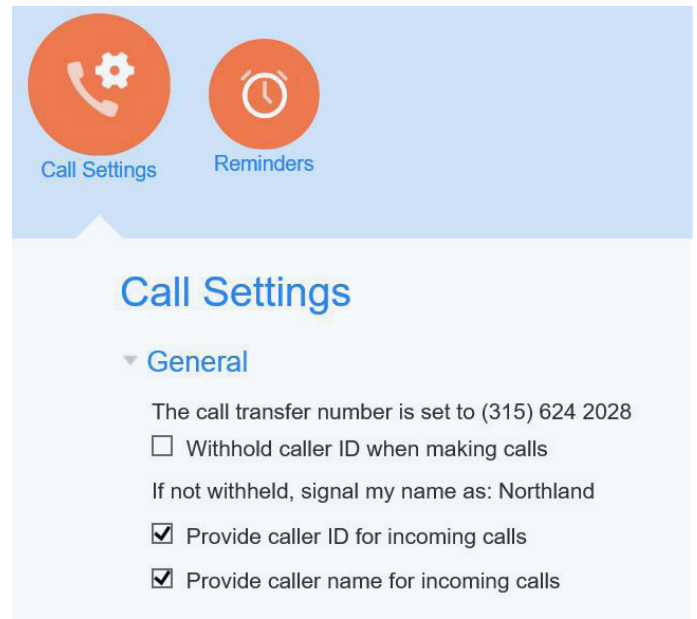 Call Settings
Reminders
Call Settings
General
The call transfer number is set to (315) 624 2028
Withhold caller ID when making calls
If not withheld, signal my name as: Northland
Provide caller ID for incoming calls
Provide caller name for incoming calls